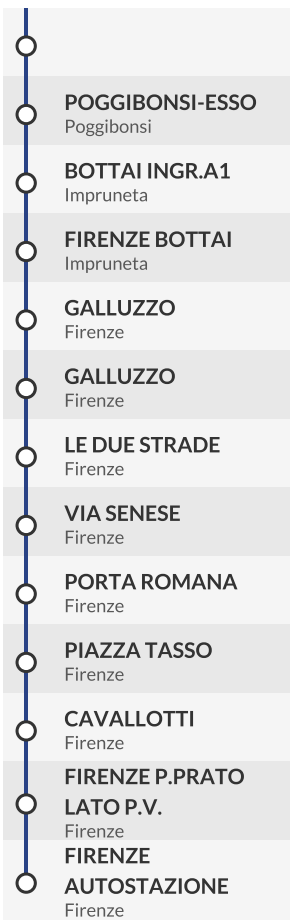 POGGIBONSI-ESSO
Poggibonsi
BOTTAI INGR.A1
Impruneta
FIRENZE BOTTAI
Impruneta
GALLUZZO
Firenze
GALLUZZO
Firenze
LE DUE STRADE
Firenze
VIA SENESE
Firenze
PORTA ROMANA
Firenze
PIAZZA TASSO
Firenze
CAVALLOTTI
Firenze
FIRENZE P.PRATO
LATO P.V.
Firenze
FIRENZE
AUTOSTAZIONE
Firenze